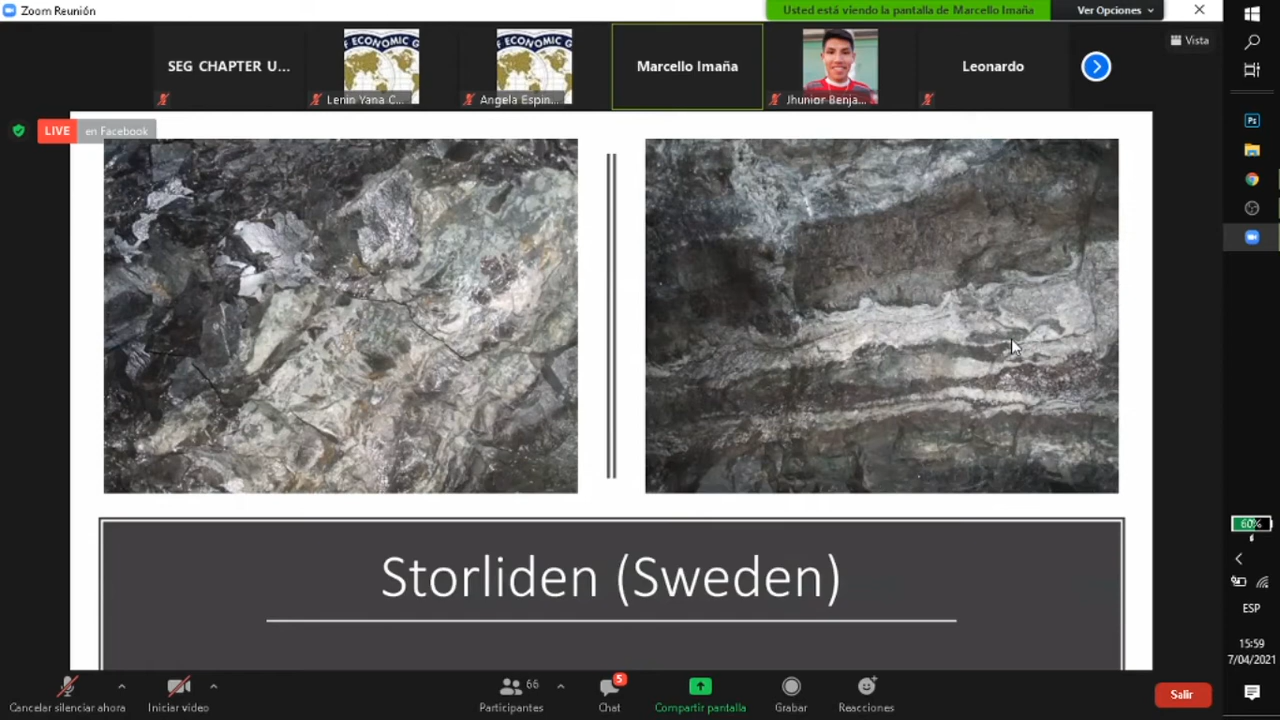 Zoom Reunión
Usted está viendo la pantalla de Marcello Imaña
Ver Opciones
Vista
SEG CHAPTER U...
F ECONOMIC G
Lenin Yana C...
F ECONOMIC G
Angela Espin...
Marcello Imaña
Jhunior Benja...
Leonardo
LIVE
en Facebook
Storliden (Sweden)
Ps
60%
ESP
15:59
7/04/2021
Cancelar silenciar ahora
Iniciar video
66
Participantes
5
Chat
Compartir pantalla
Grabar
Reacciones
Salir